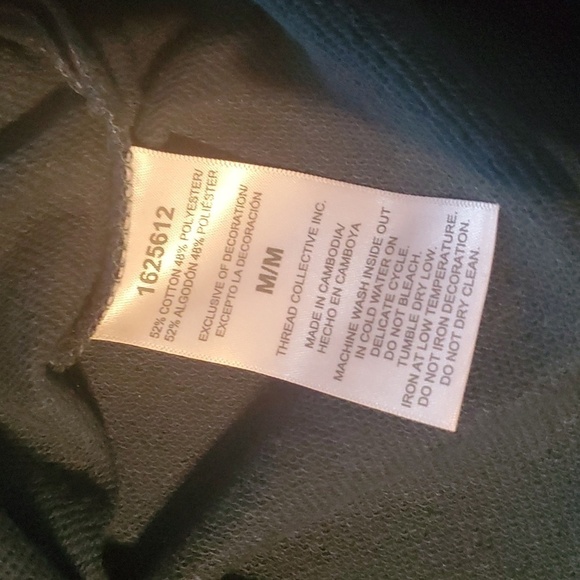 1625612
52% COTTON 48% POLYESTER/
52% ALGODÓN 48% POLIÉSTER
EXCLUSIVE OF DECORATION/
EXCEPTO LA DECORACIÓN
M/M
THREAD COLLECTIVE INC.
MADE IN CAMBODIA/
HECHO EN CAMBOYA
MACHINE WASH INSIDE OUT
IN COLD WATER ON
DELICATE CYCLE.
DO NOT BLEACH.
TUMBLE DRY LOW.
IRON AT LOW TEMPERATURE.
DO NOT IRON DECORATION.
DO NOT DRY CLEAN.